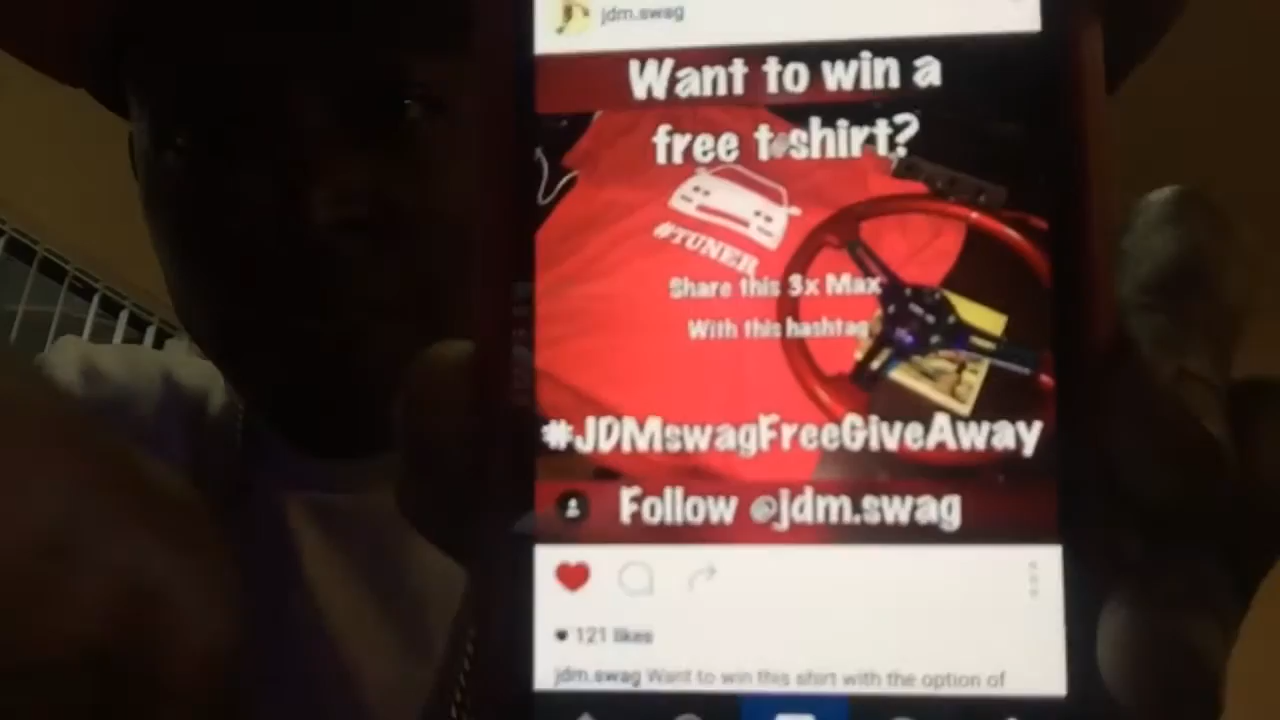 jdm.swag
Want to win a
free t-shirt?
#TUNER
Share this 3x Max
With this hashtag
#JDMswagFreeGiveAway
Follow @jdm.swag
121 likes
jdm.swag Want to win this shirt with the option of